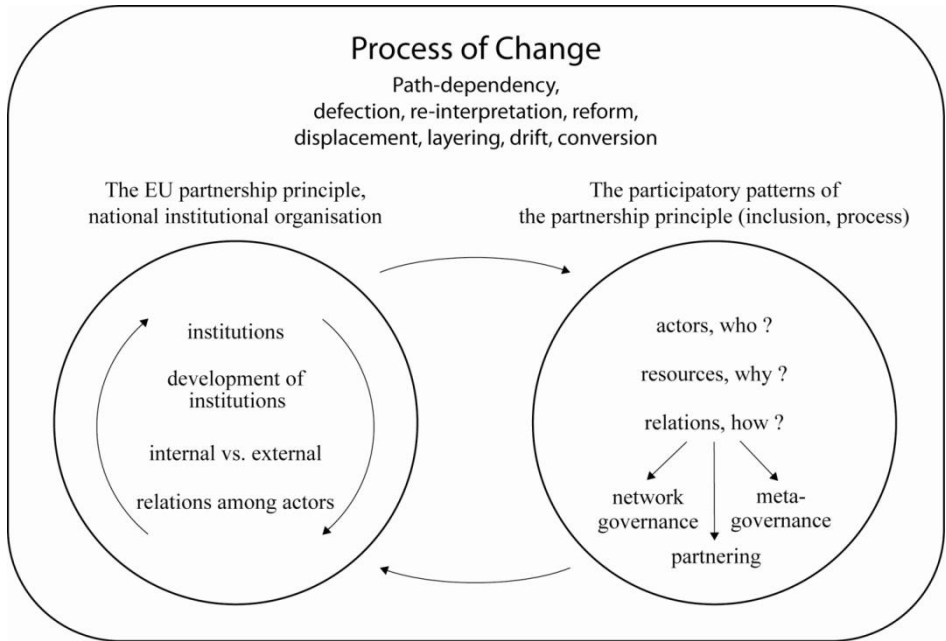 Process of Change
Path-dependency,
defection, re-interpretation, reform,
displacement, layering, drift, conversion
The EU partnership principle,
national institutional organisation
institutions
development of
institutions
internal vs. external
relations among actors
The participatory patterns of
the partnership principle (inclusion, process)
actors, who ?
resources, why ?
relations, how ?
network
governance
meta-
governance
partnering